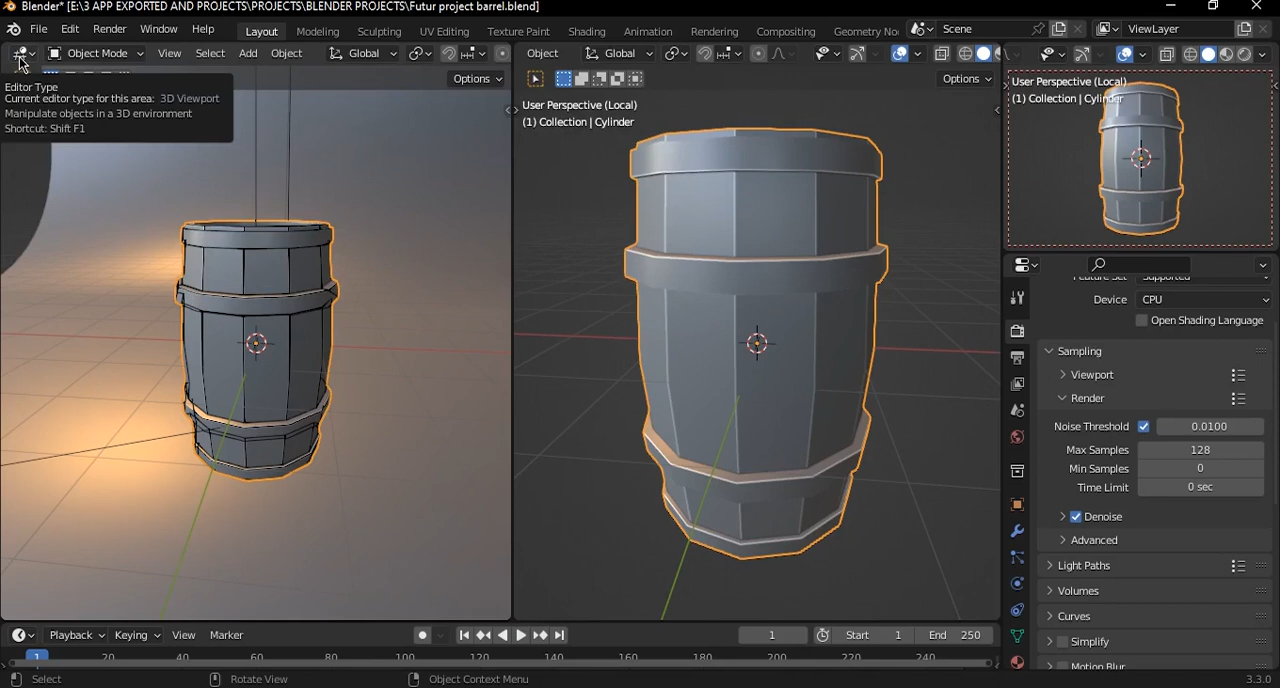 Blender* [E:\3 APP EXPORTED AND PROJECTS\PROJECTS\BLENDER PROJECTS\Futur project barrel.blend]
File Edit Render Window Help Layout Modeling Sculpting UV Editing Texture Paint Shading Animation Rendering Compositing Geometry No Scene ViewLayer
Object Mode View Select Add Object Global Object Global
Options Options
Editor Type
Current editor type for this area: 3D Viewport
Manipulate objects in a 3D environment
Shortcut: Shift F1
User Perspective (Local)
(1) Collection | Cylinder
User Perspective (Local)
(1) Collection | Cylinder
Feature Set Supported
Device CPU
Open Shading Language
Sampling
Viewport
Render
Noise Threshold 0.0100
Max Samples 128
Min Samples 0
Time Limit 0 sec
Denoise
Advanced
Light Paths
Volumes
Curves
Simplify
Motion Blur
Playback Keying View Marker 1 Start 1 End 250
1 20 40 60 80 100 120 140 160 180 200 220 240
Select Rotate View Object Context Menu 3.3.0